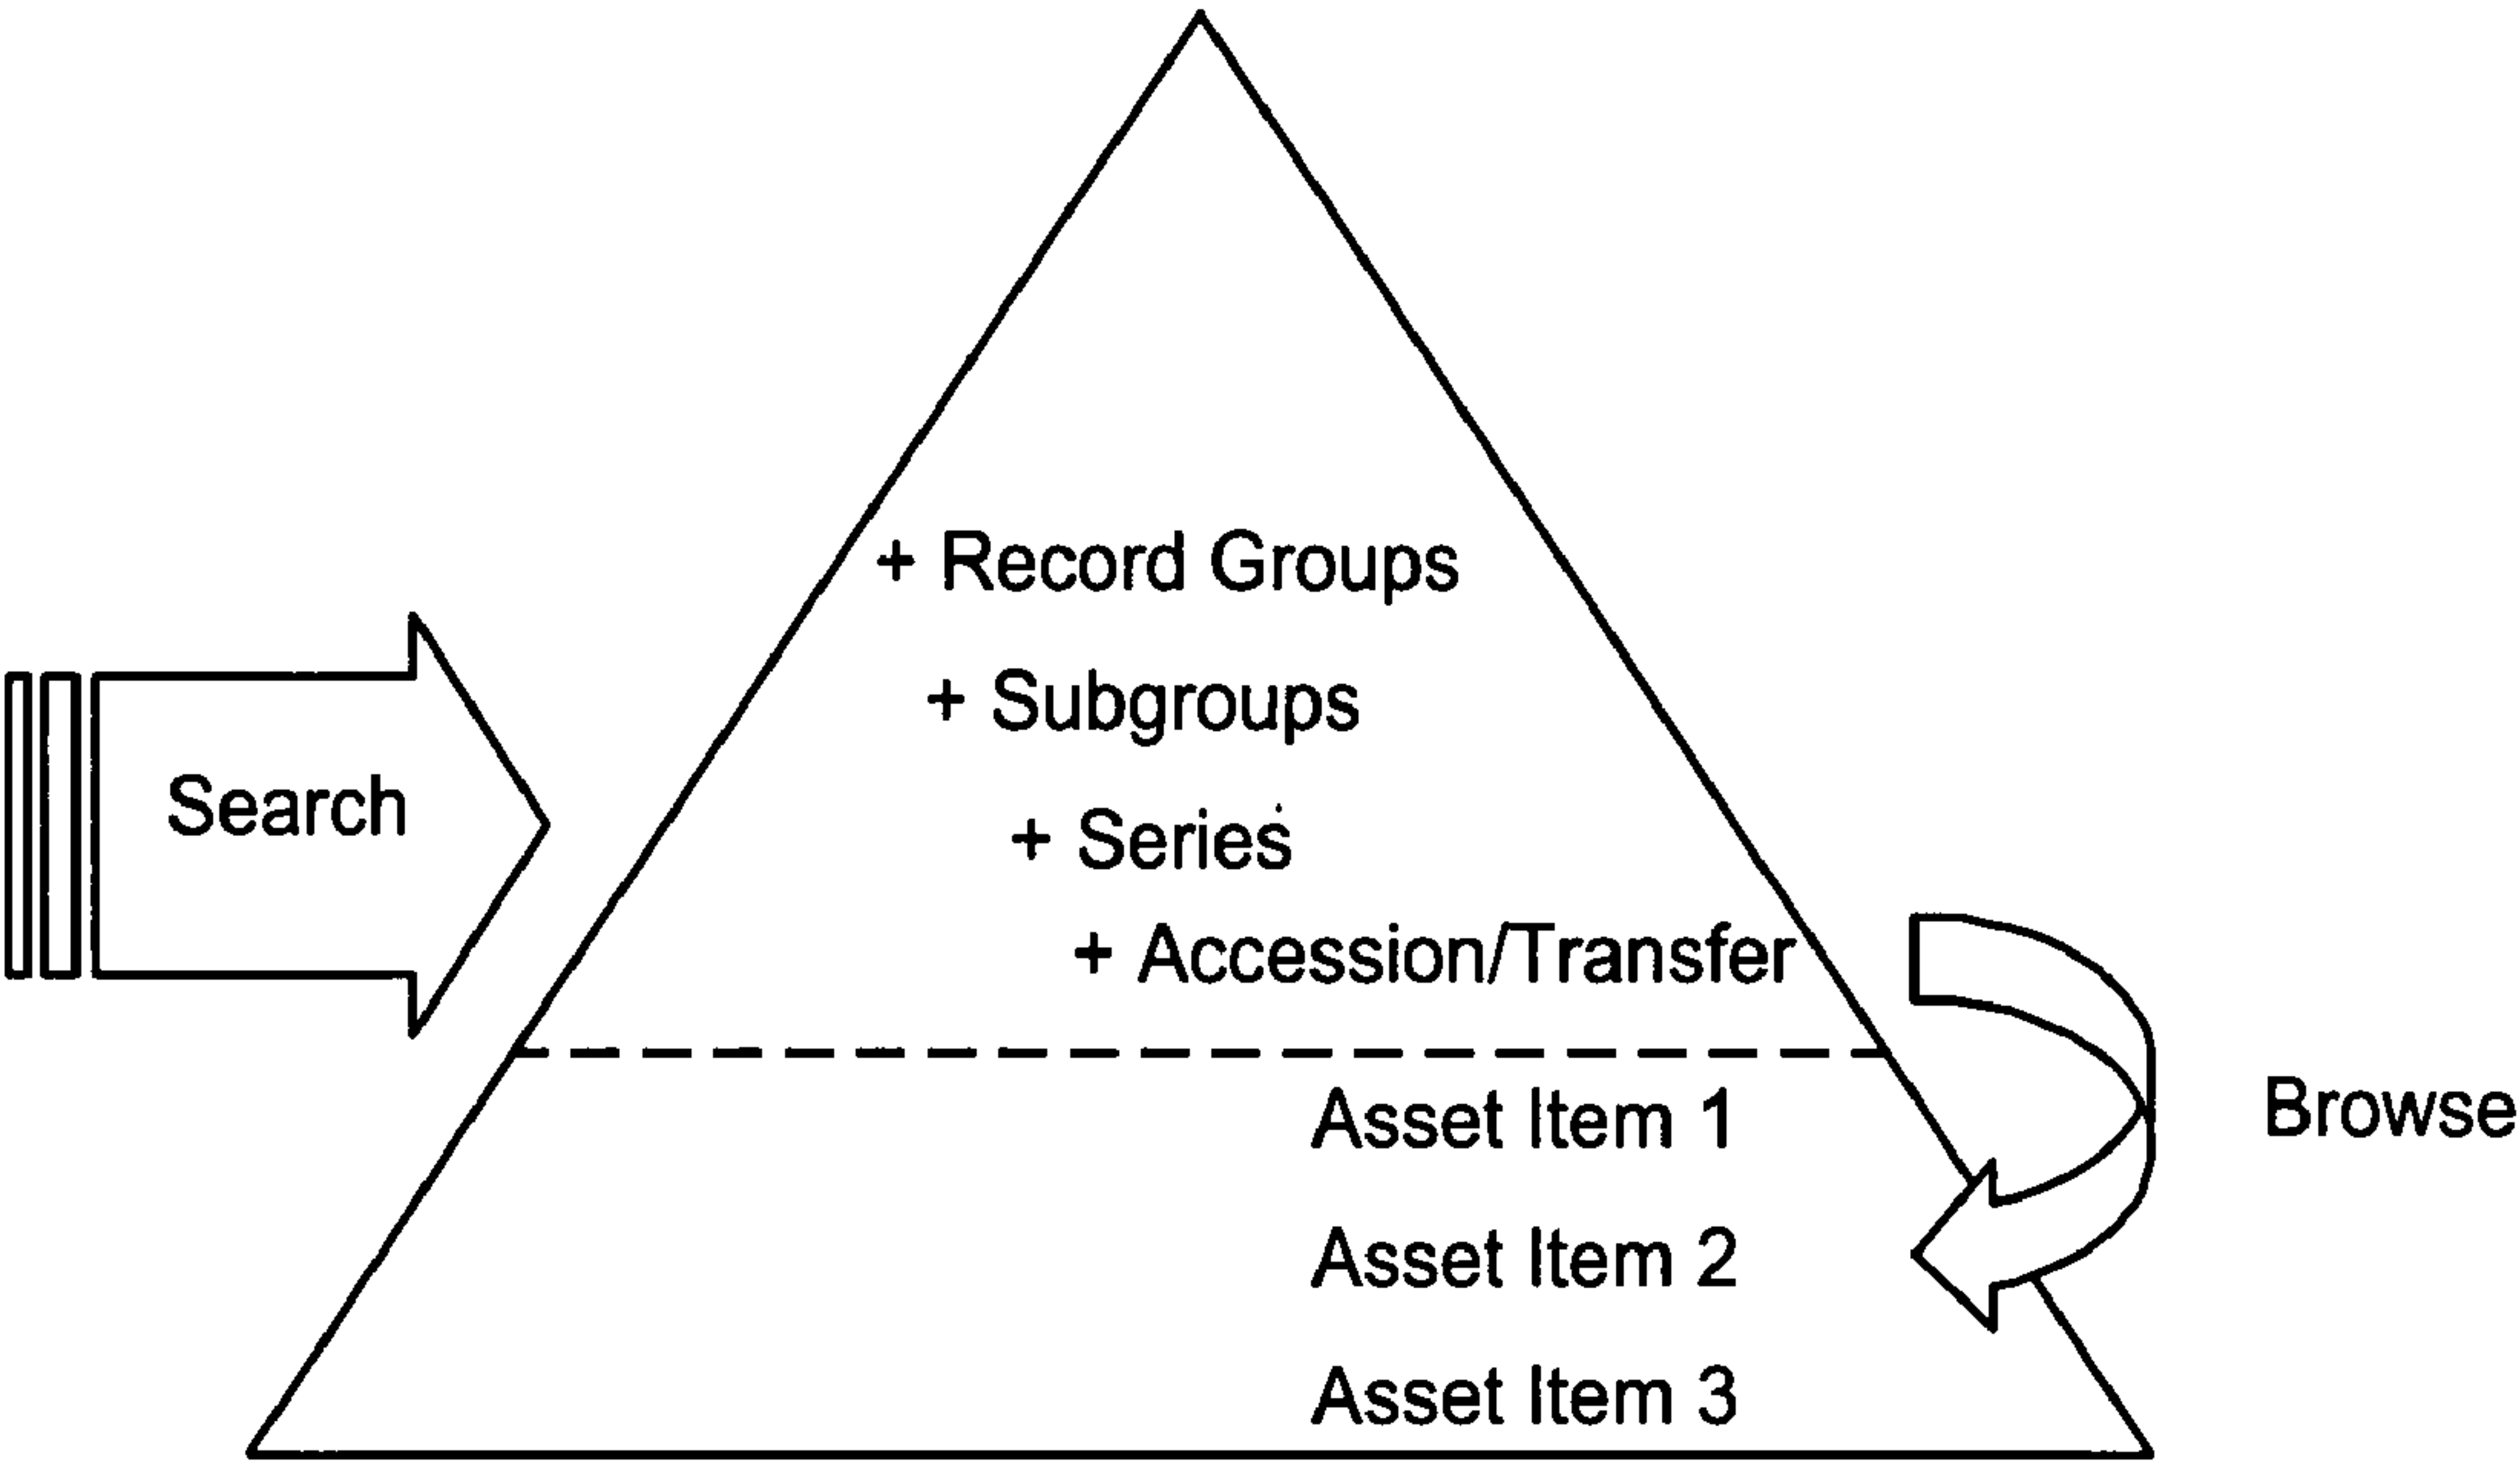 + Record Groups
+ Subgroups
Search
+ Series
+ Accession/Transfer
Asset Item 1
Browse
Asset Item 2
Asset Item 3